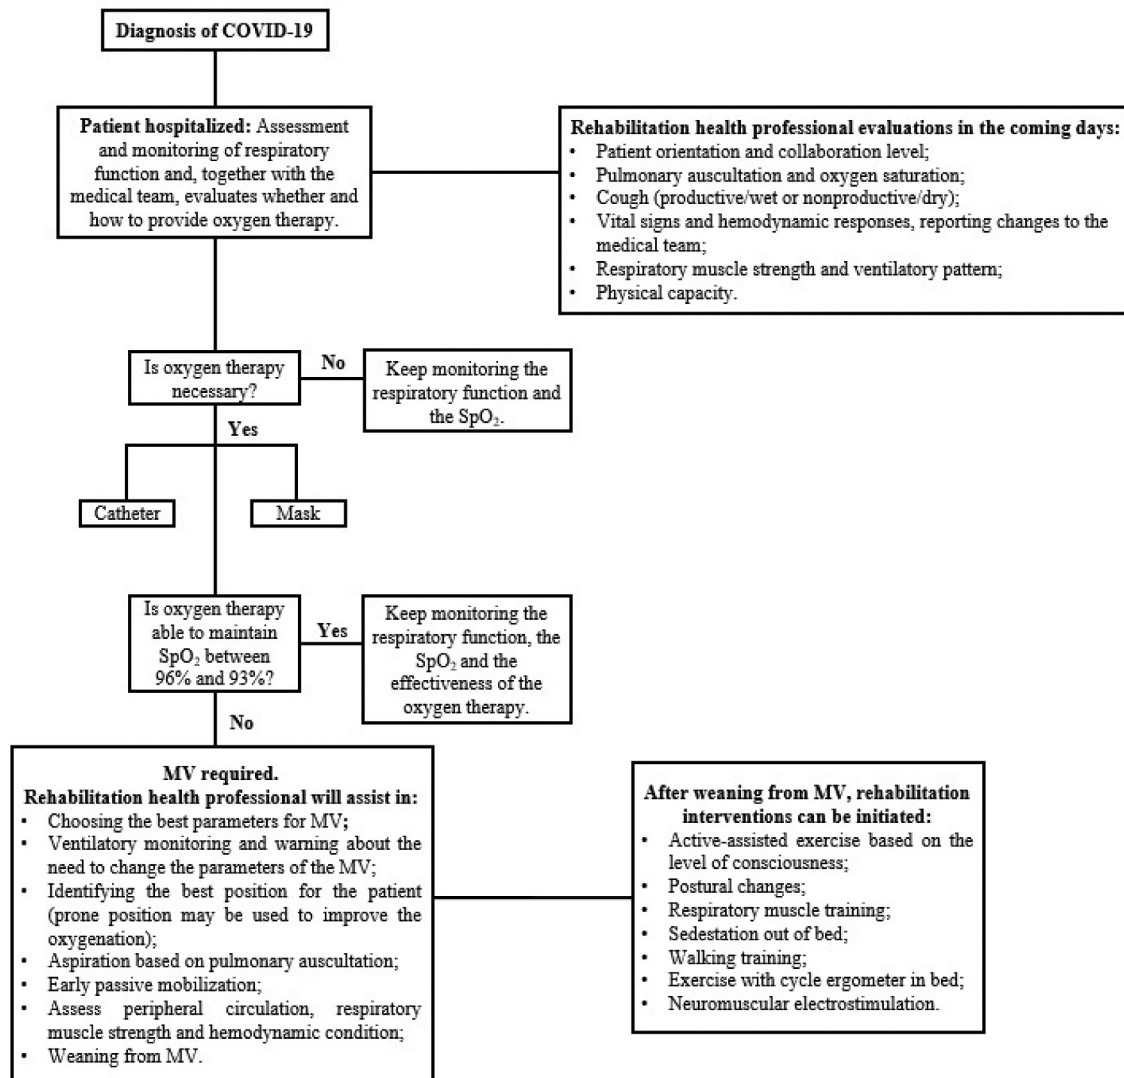 Diagnosis of COVID-19
Patient hospitalized: Assessment
and monitoring of respiratory
function and, together with the
medical team, evaluates whether and
how to provide oxygen therapy.
Rehabilitation health professional evaluations in the coming days:
• Patient orientation and collaboration level;
• Pulmonary auscultation and oxygen saturation;
• Cough (productive/wet or nonproductive/dry);
• Vital signs and hemodynamic responses, reporting changes to the
medical team;
• Respiratory muscle strength and ventilatory pattern;
• Physical capacity.
Is oxygen therapy
necessary?
No
Keep monitoring the
respiratory function and
the SpO₂.
Yes
Catheter
Mask
Is oxygen therapy
able to maintain
SpO₂ between
96% and 93%?
Yes
Keep monitoring the
respiratory function, the
SpO₂ and the
effectiveness of the
oxygen therapy.
No
MV required.
Rehabilitation health professional will assist in:
• Choosing the best parameters for MV;
• Ventilatory monitoring and warning about the
need to change the parameters of the MV;
• Identifying the best position for the patient
(prone position may be used to improve the
oxygenation);
• Aspiration based on pulmonary auscultation;
• Early passive mobilization;
• Assess peripheral circulation, respiratory
muscle strength and hemodynamic condition;
• Weaning from MV.
After weaning from MV, rehabilitation
interventions can be initiated:
• Active-assisted exercise based on the
level of consciousness;
• Postural changes;
• Respiratory muscle training;
• Sedestation out of bed;
• Walking training;
• Exercise with cycle ergometer in bed;
• Neuromuscular electrostimulation.